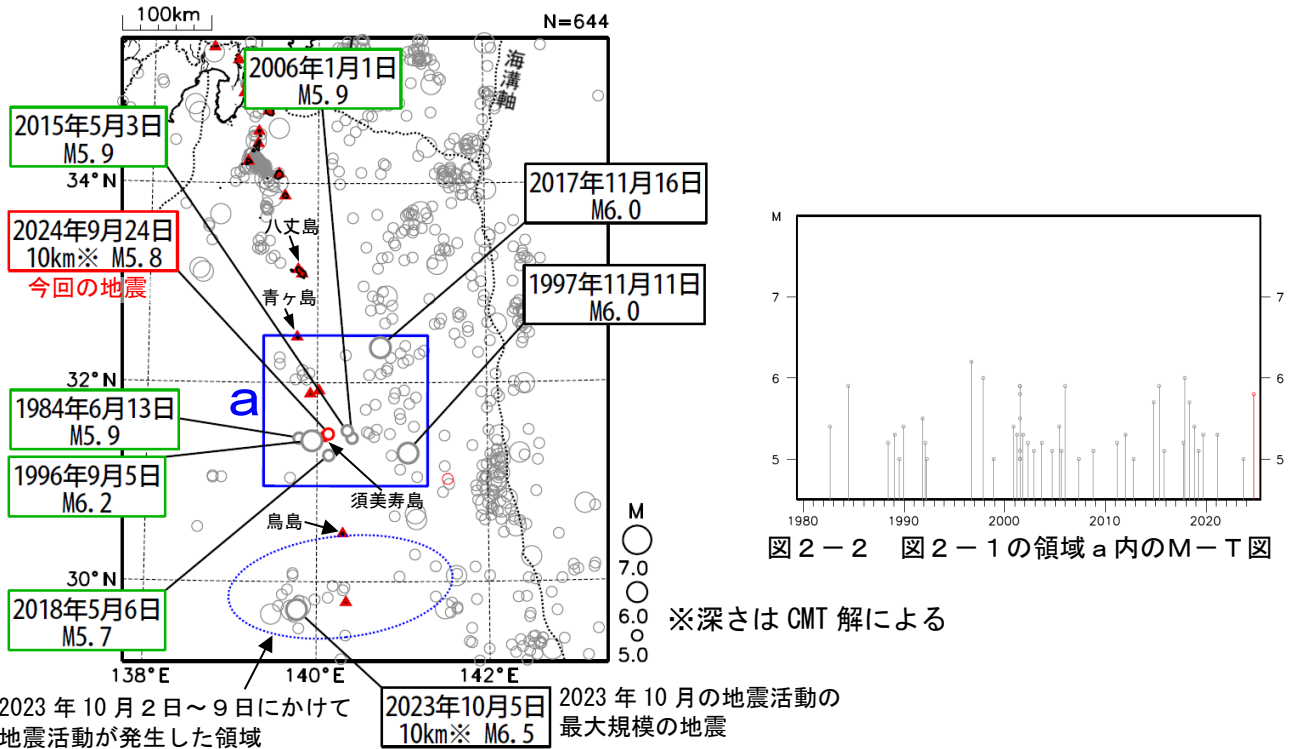 100km
N=644
海溝軸
2006年1月1日
M5.9
2015年5月3日
M5.9
34°N
2017年11月16日
M6.0
2024年9月24日
10km※ M5.8
今回の地震
八丈島
青ヶ島
1997年11月11日
M6.0
32°N
a
1984年6月13日
M5.9
1996年9月5日
M6.2
須美寿島
鳥島
30°N
2018年5月6日
M5.7
M
7.0
6.0
5.0
※深さは CMT 解による
138°E
140°E
142°E
2023 年 10 月２日～９日にかけて
地震活動が発生した領域
2023年10月5日
10km※ M6.5
2023 年 10 月の地震活動の
最大規模の地震
M
7
7
6
6
5
5
1980
1990
2000
2010
2020
図２－２　図２－１の領域ａ内のＭ－Ｔ図